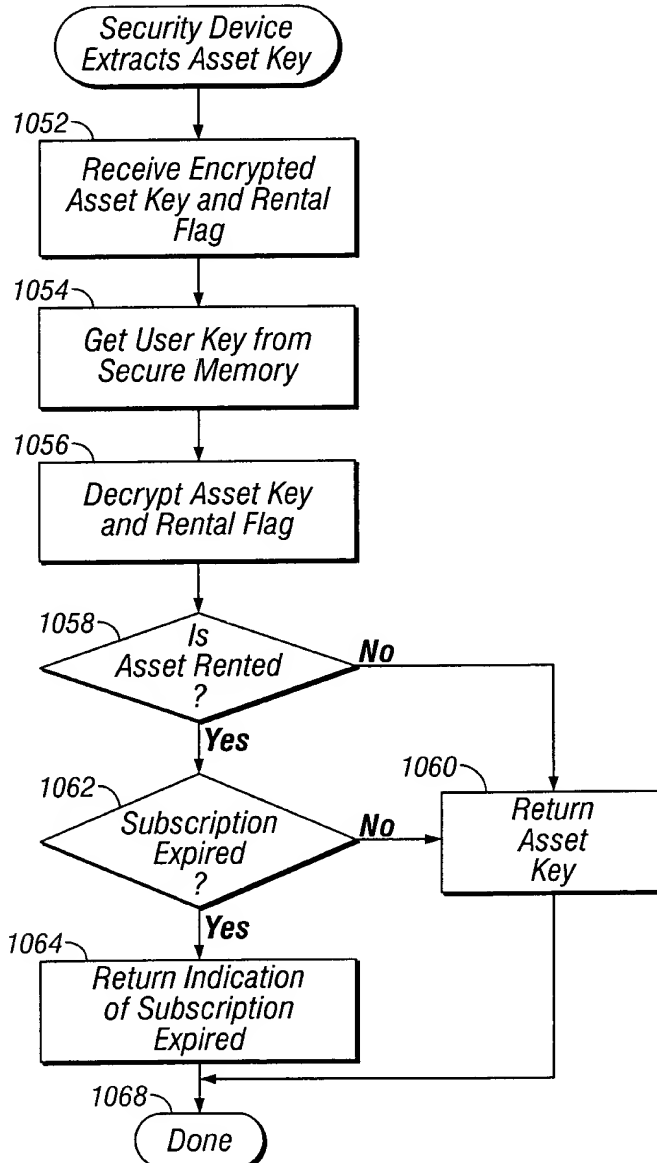 Security Device
Extracts Asset Key
1052
Receive Encrypted
Asset Key and Rental
Flag
1054
Get User Key from
Secure Memory
1056
Decrypt Asset Key
and Rental Flag
1058
Is
Asset Rented
?
No
Yes
1062
Subscription
Expired
?
No
Yes
1060
Return
Asset
Key
1064
Return Indication
of Subscription
Expired
1068
Done